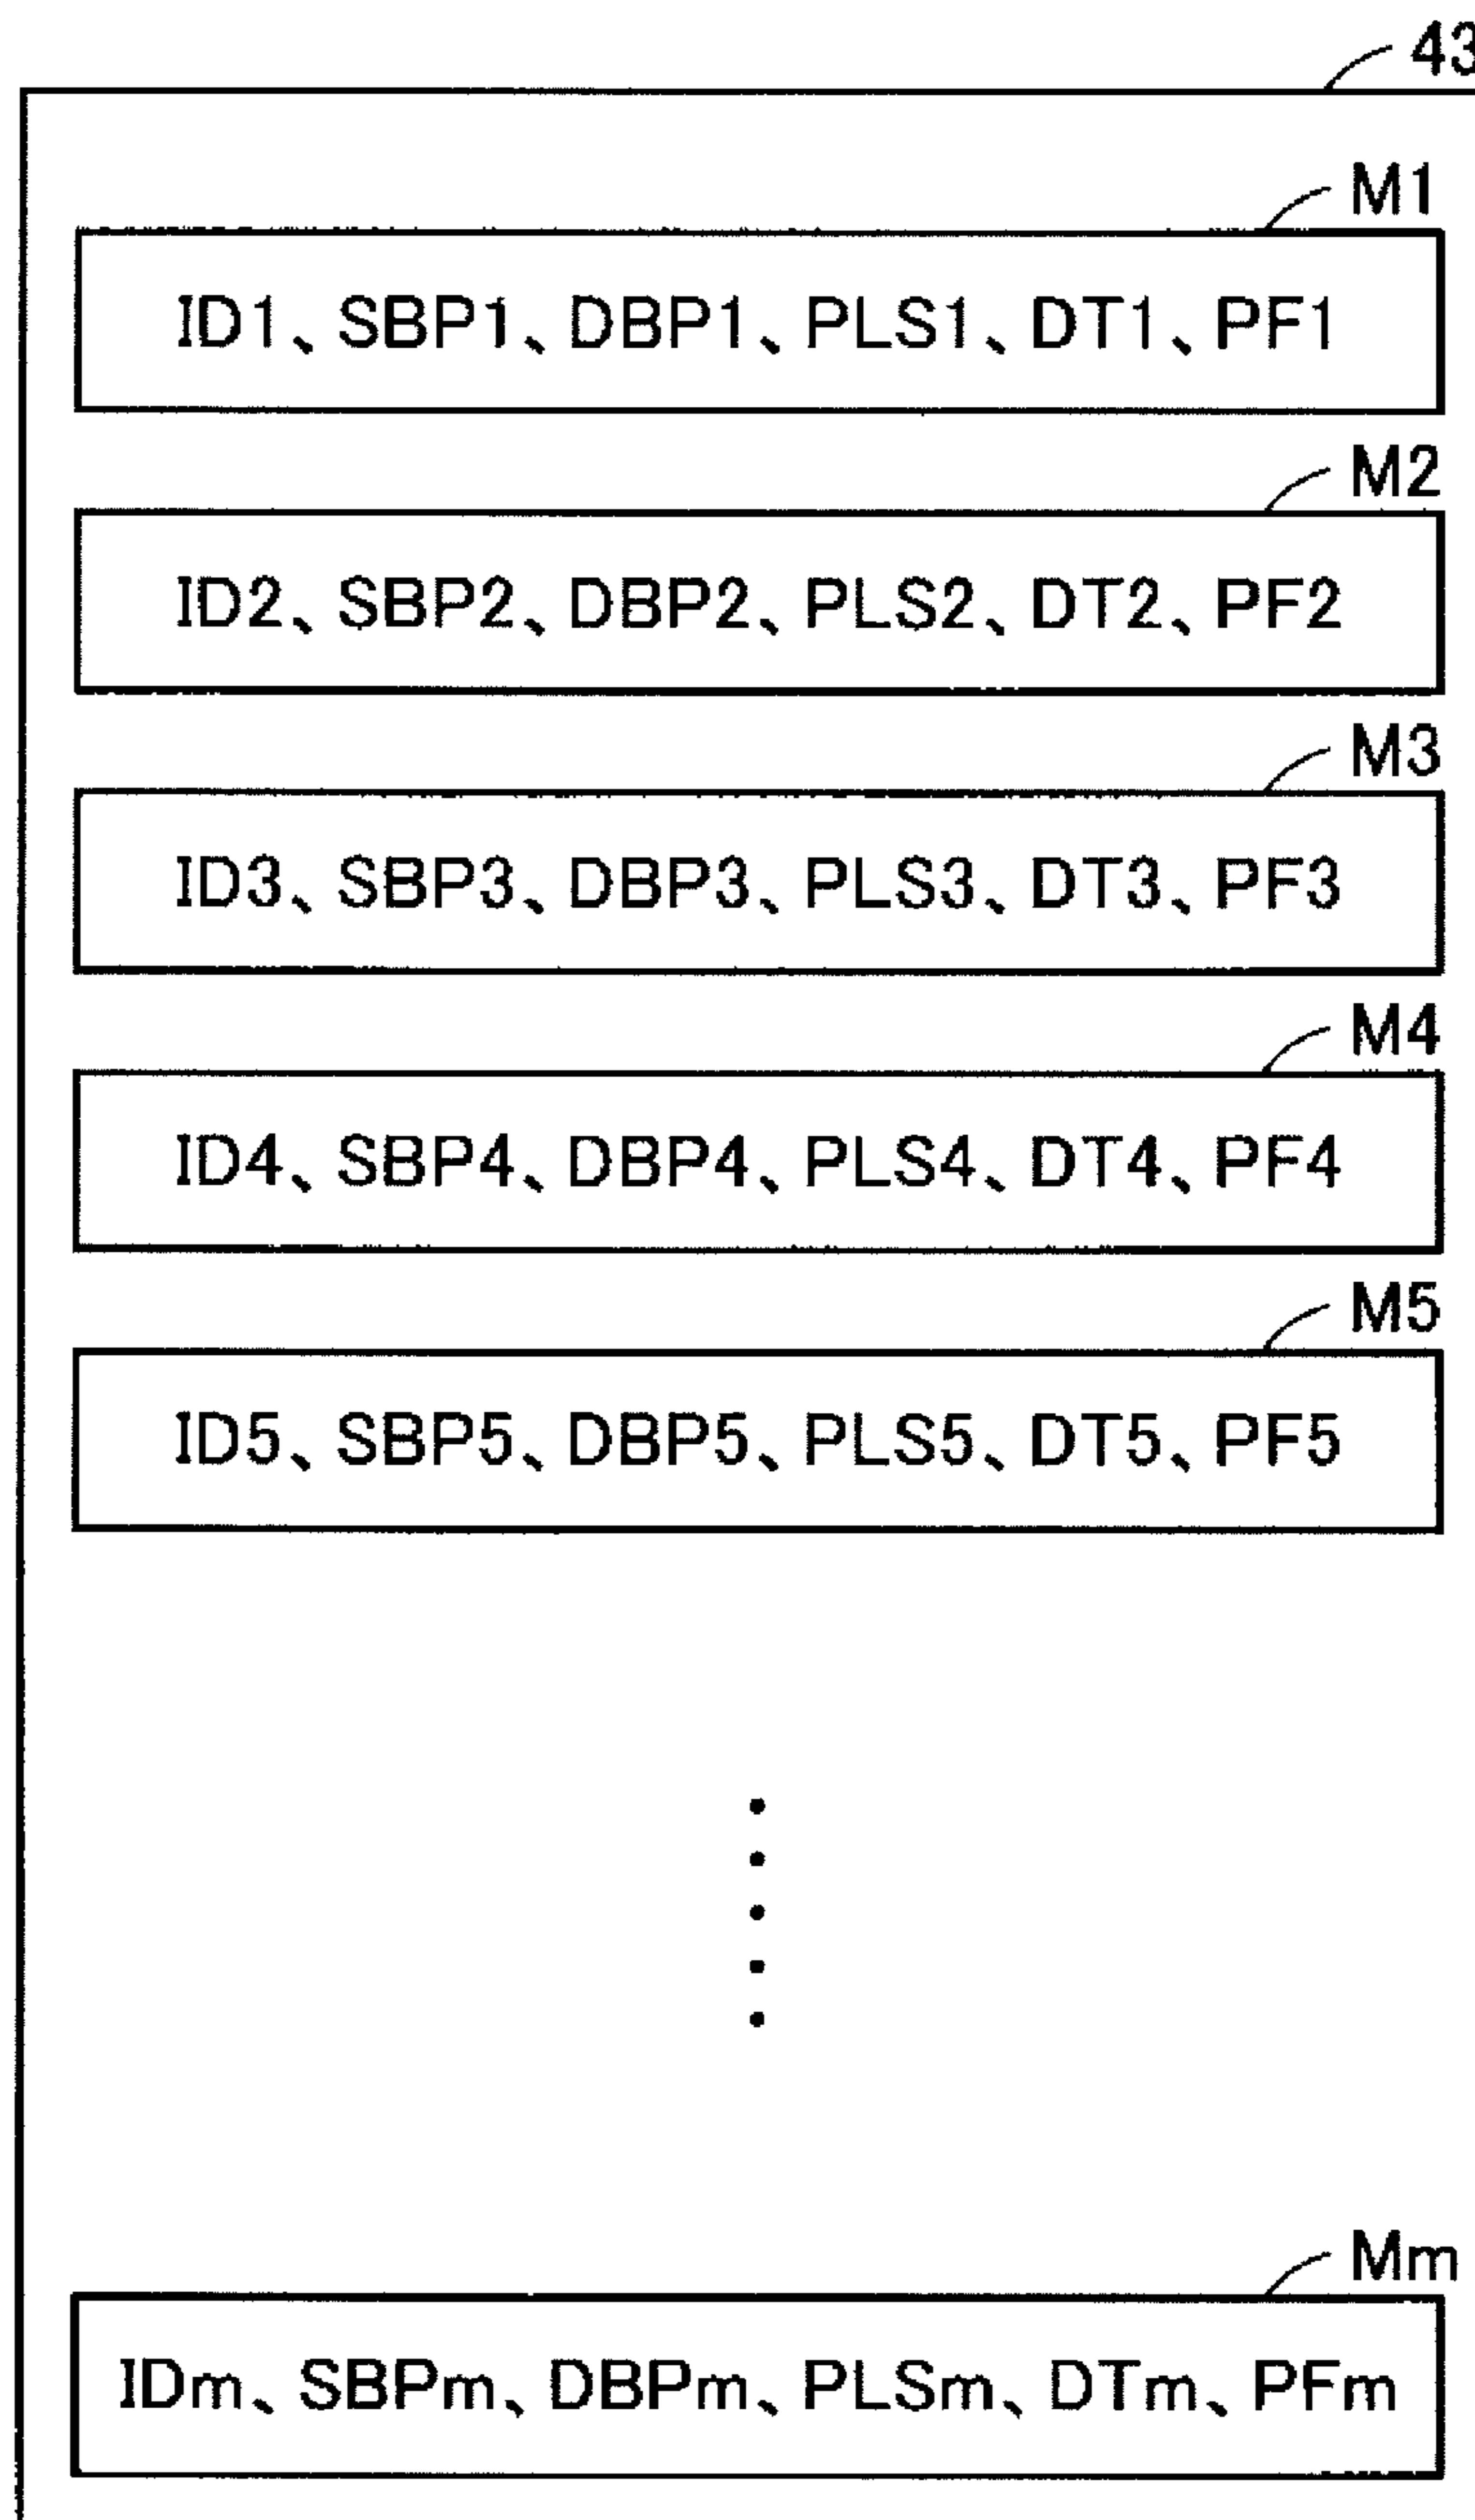 43
M1
ID1、SBP1、DBP1、PLS1、DT1、PF1
M2
ID2、SBP2、DBP2、PLS2、DT2、PF2
M3
ID3、SBP3、DBP3、PLS3、DT3、PF3
M4
ID4、SBP4、DBP4、PLS4、DT4、PF4
M5
ID5、SBP5、DBP5、PLS5、DT5、PF5
Mm
IDm、SBPm、DBPm、PLSm、DTm、PFm